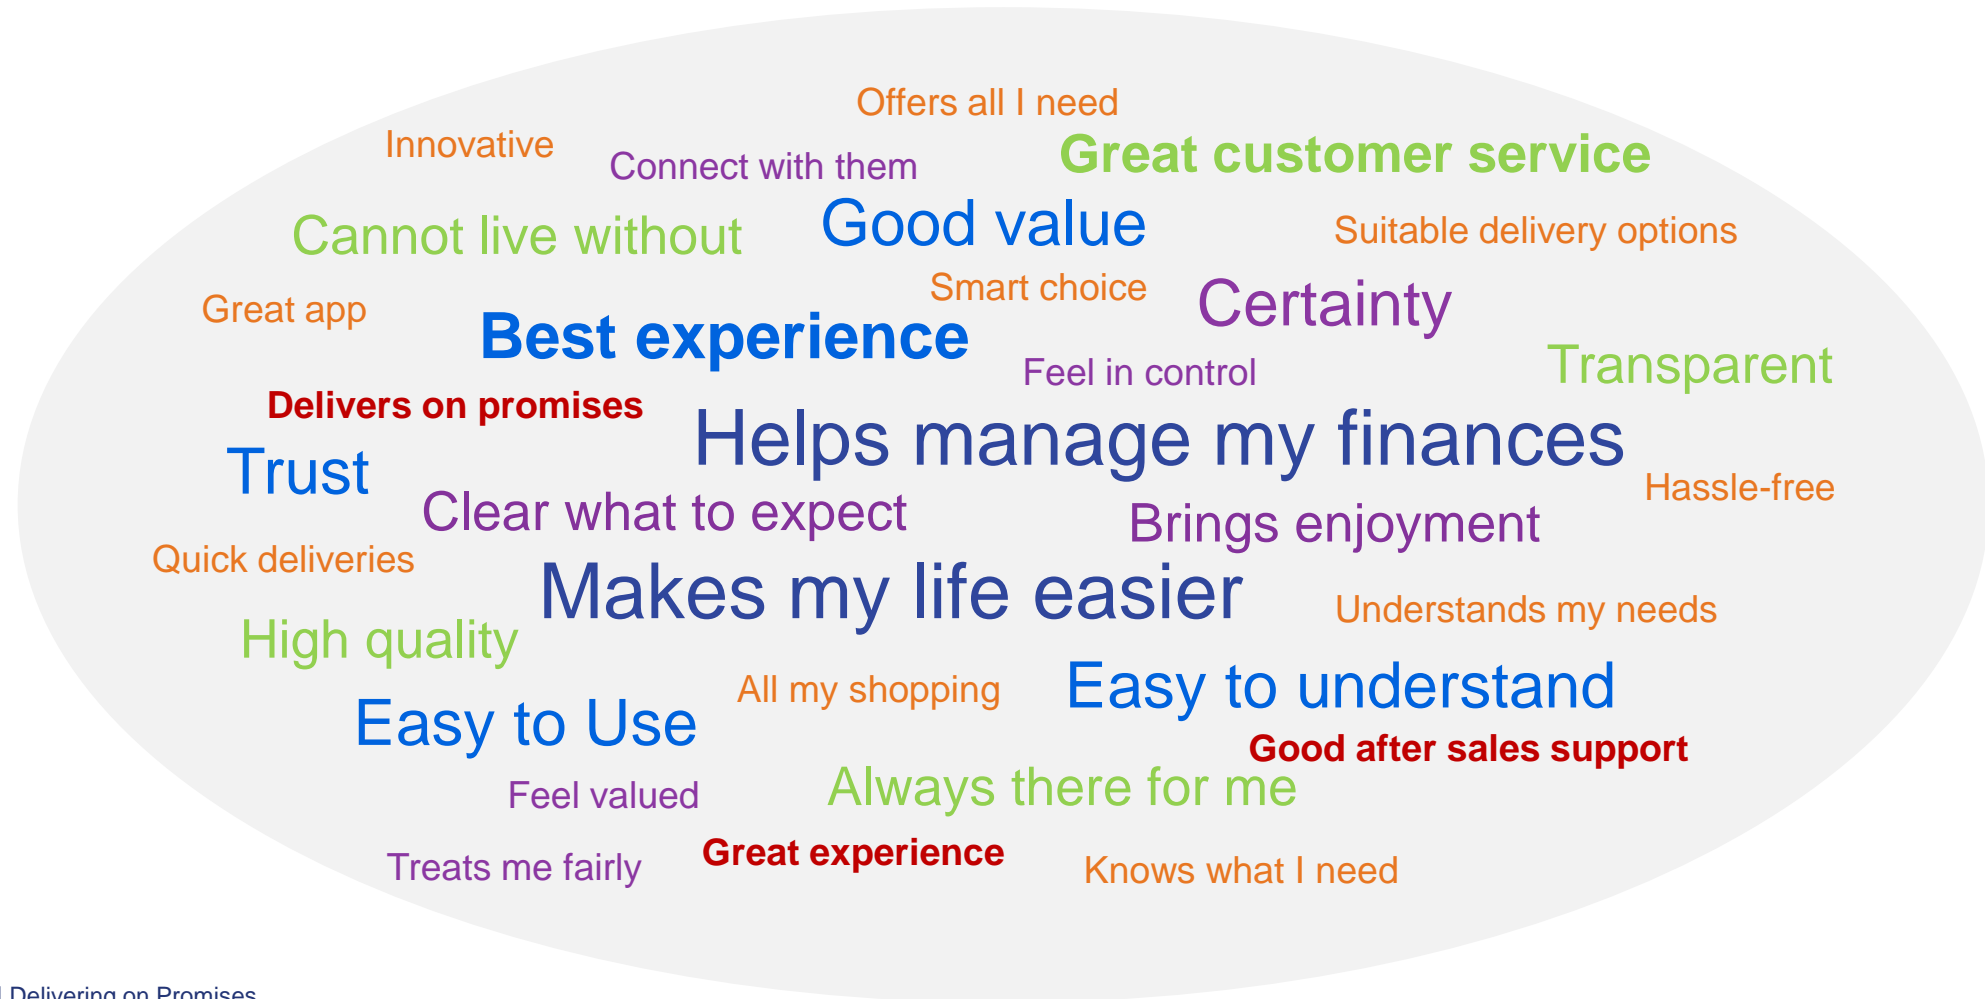 Offers all I need
Innovative
Connect with them
Great customer service
Cannot live without
Good value
Suitable delivery options
Smart choice
Great app
Certainty
Best experience
Feel in control
Transparent
Delivers on promises
Helps manage my finances
Trust
Clear what to expect
Hassle-free
Brings enjoyment
Quick deliveries
Makes my life easier
Understands my needs
High quality
All my shopping
Easy to understand
Easy to Use
Good after sales support
Feel valued
Always there for me
Treats me fairly
Great experience
Knows what I need
Delivering on Promises